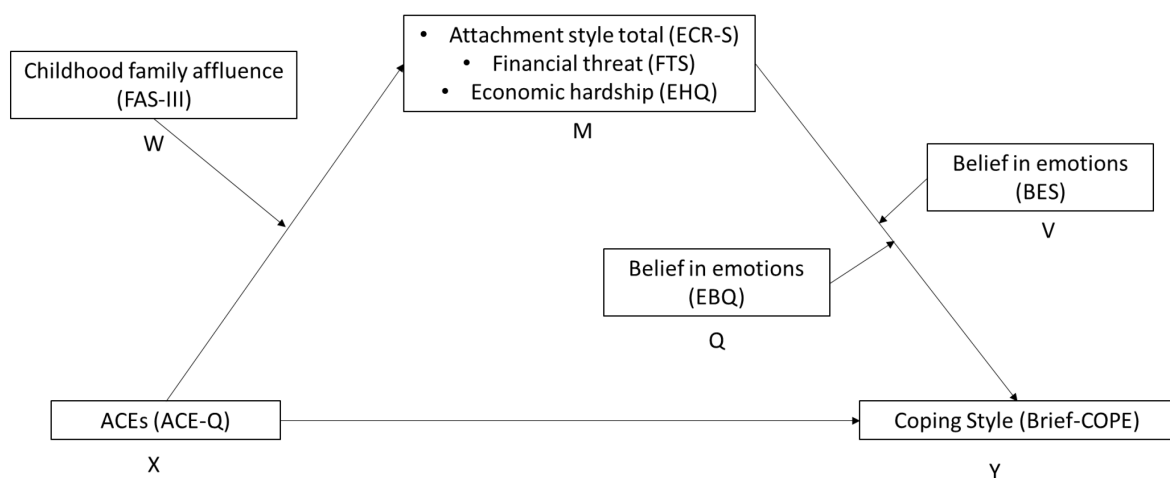 • Attachment style total (ECR-S)
• Financial threat (FTS)
• Economic hardship (EHQ)
M
Childhood family affluence
(FAS-III)
W
Belief in emotions
(BES)
V
Belief in emotions
(EBQ)
Q
ACEs (ACE-Q)
X
Coping Style (Brief-COPE)
Y